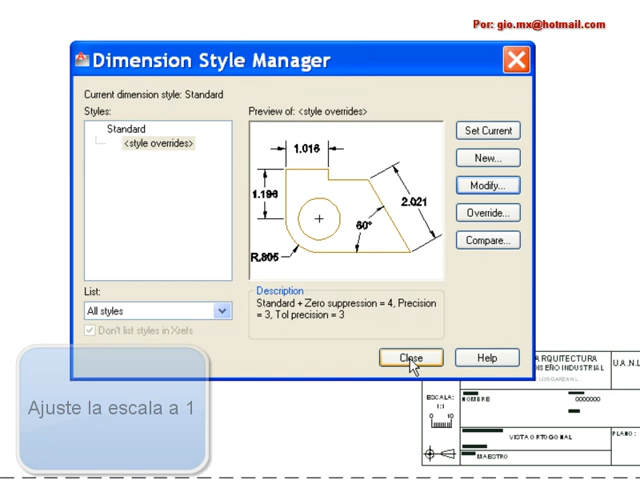 Por: gio.mx@hotmail.com
Dimension Style Manager
Current dimension style: Standard
Styles:
Standard
<style overrides>
Preview of: <style overrides>
1.016
1.196
2.021
60°
R.805
Set Current
New...
Modify...
Override...
Compare...
List:
All styles
Don't list styles in Xrefs
Description
Standard + Zero suppression = 4, Precision
= 3, Tol precision = 3
Close
Help
Ajuste la escala a 1
ARQUITECTURA
DISEÑO INDUSTRIAL
U.A.N.L
ESCALA:
1:1
0 10
NOMBRE
0000000
VISTA ORTOGONAL
PLANO:
MAESTRO